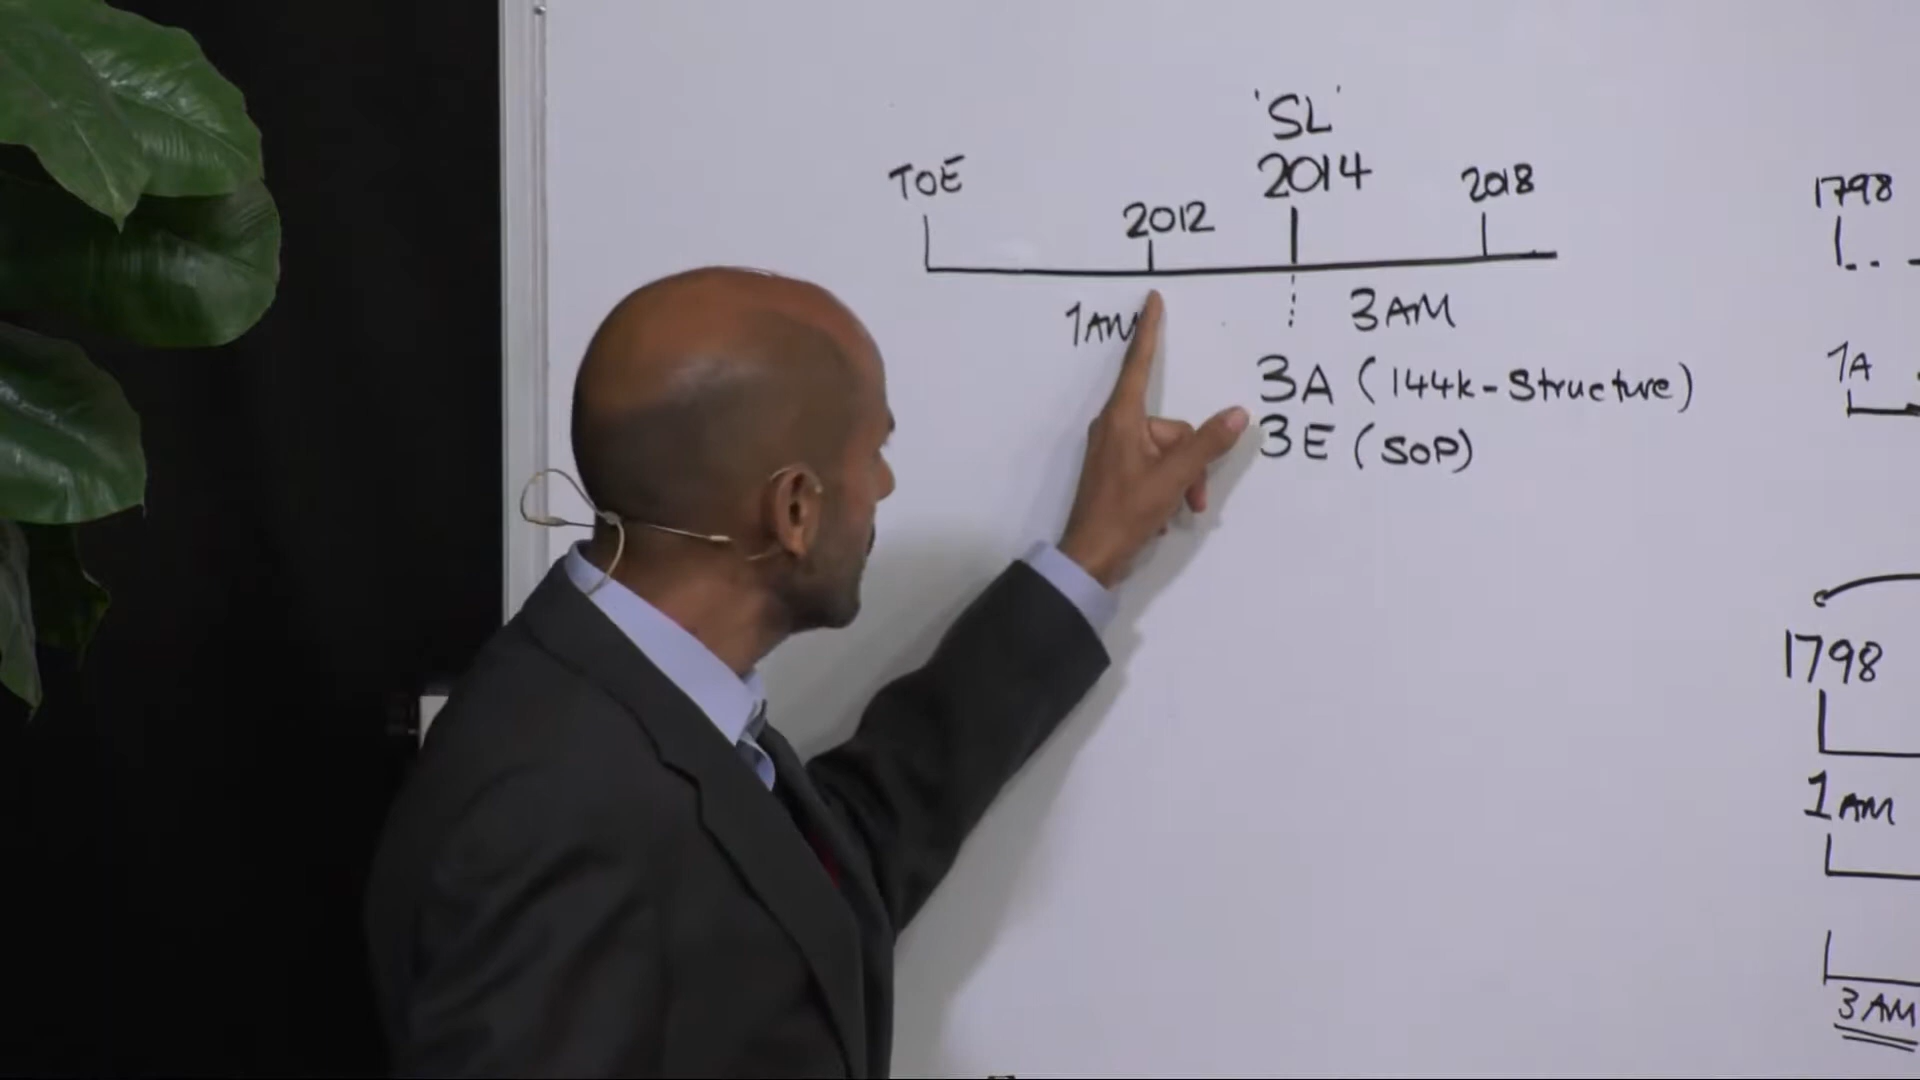 'SL'
TOE 2012 2014 2018
1AM 3AM
3A (144k-Structure)
3E (SOP)
1798
1A
1798
1AM
3AM